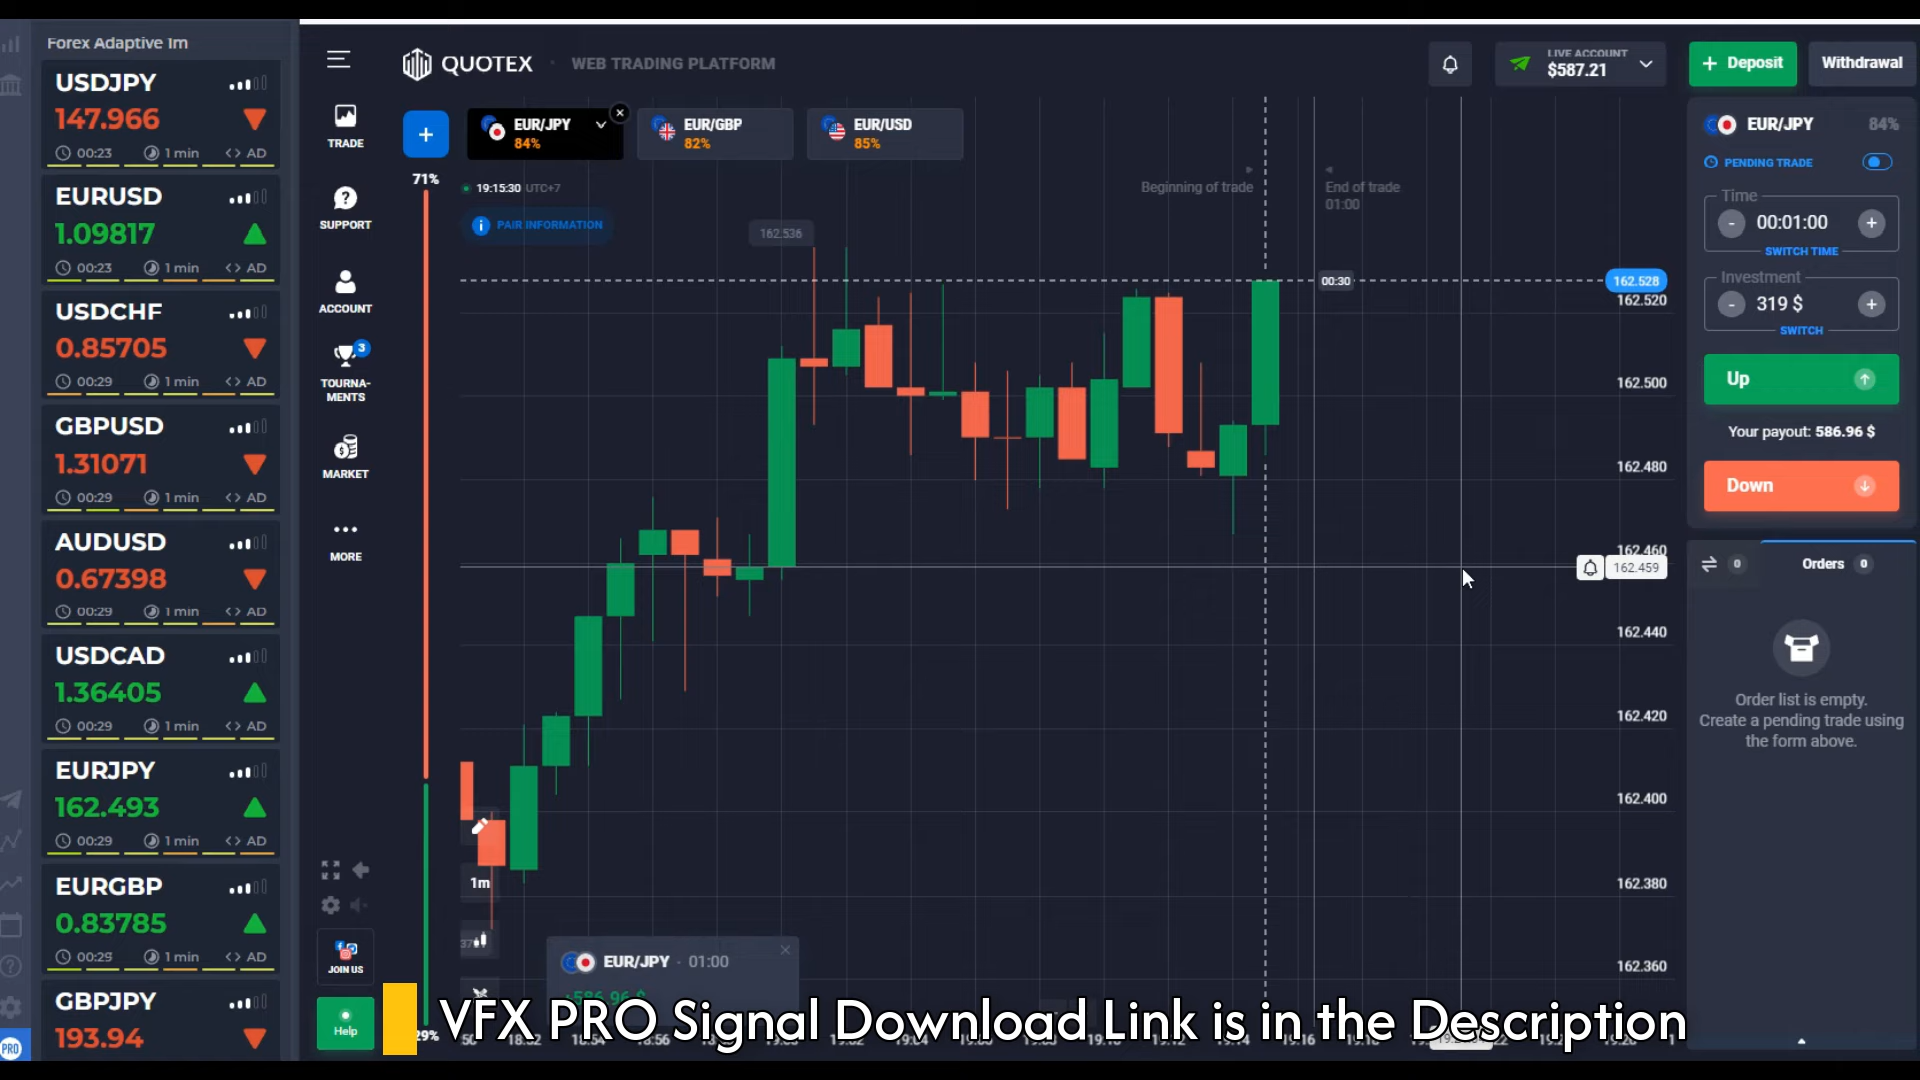 Forex Adaptive 1m
USDJPY
147.966
00:23 1 min <> AD
EURUSD
1.09817
00:23 1 min <> AD
USDCHF
0.85705
00:29 1 min <> AD
GBPUSD
1.31071
00:29 1 min <> AD
AUDUSD
0.67398
00:29 1 min <> AD
USDCAD
1.36405
00:29 1 min <> AD
EURJPY
162.493
00:29 1 min <> AD
EURGBP
0.83785
00:29 1 min <> AD
GBPJPY
193.94
PRO
TRADE
SUPPORT
ACCOUNT
3
TOURNA-
MENTS
MARKET
MORE
JOIN US
Help
QUOTEX · WEB TRADING PLATFORM
LIVE ACCOUNT
$587.21
+ Deposit
Withdrawal
+
EUR/JPY
84%
EUR/GBP
82%
EUR/USD
85%
71%
19:15:30 UTC+7
PAIR INFORMATION
162.536
Beginning of trade
End of trade
01:00
00:30
162.528
162.520
162.500
162.480
162.460
162.459
162.440
162.420
162.400
162.380
162.360
1m
EUR/JPY · 01:00
+586.96 $
29%
EUR/JPY 84%
PENDING TRADE
Time
- 00:01:00 +
SWITCH TIME
Investment
- 319 $ +
SWITCH
Up
Your payout: 586.96 $
Down
0
Orders 0
Order list is empty.
Create a pending trade using
the form above.
VFX PRO Signal Download Link is in the Description